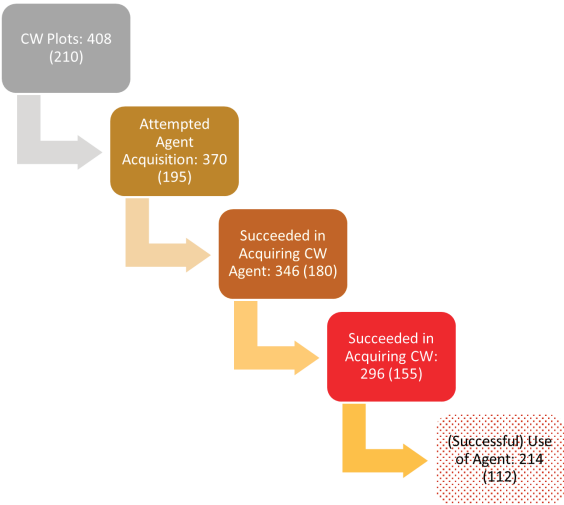 CW Plots: 408
(210)
Attempted
Agent
Acquisition: 370
(195)
Succeeded in
Acquiring CW
Agent: 346 (180)
Succeeded in
Acquiring CW:
296 (155)
(Successful) Use
of Agent: 214
(112)